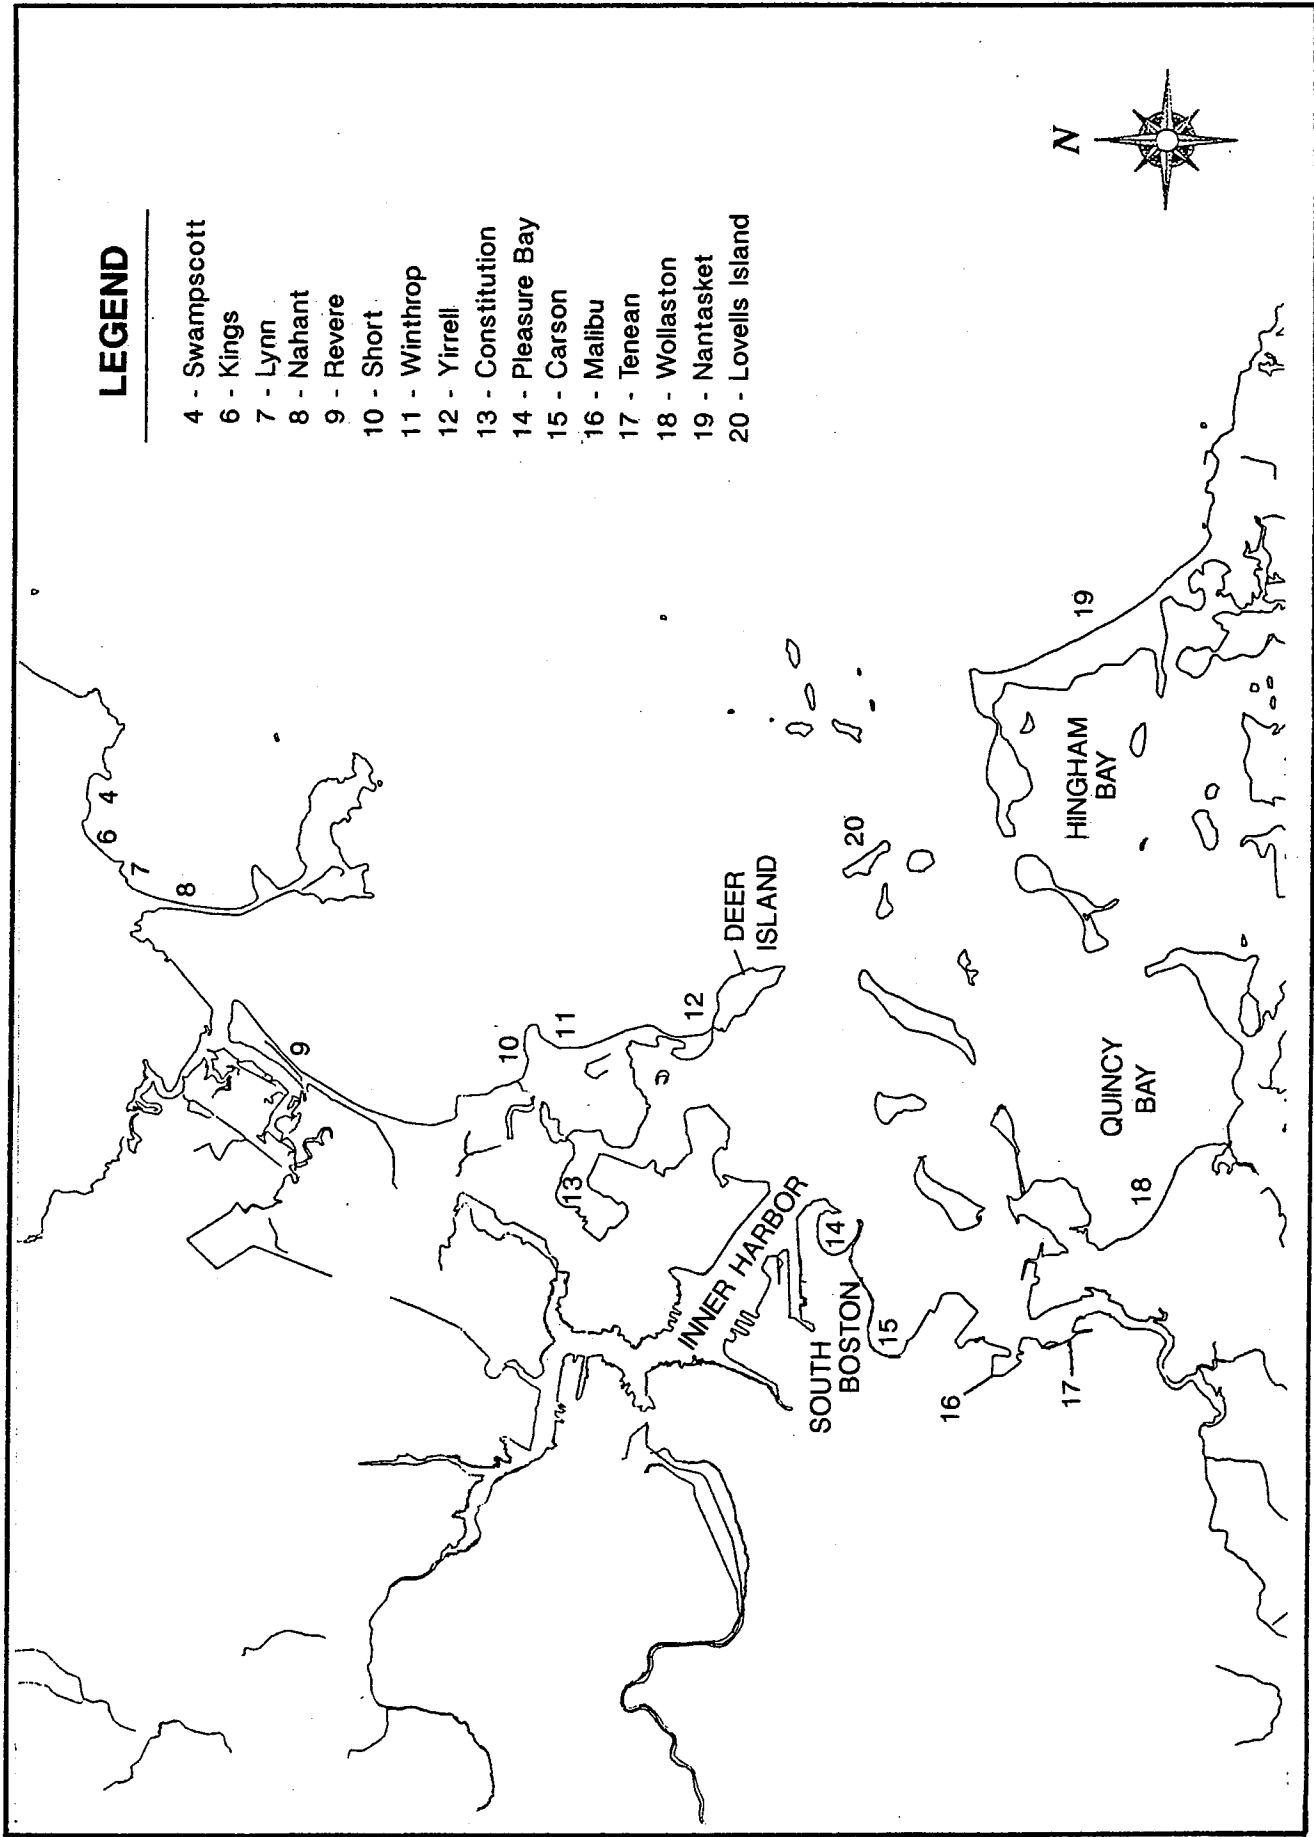 LEGEND
4 - Swampscott
6 - Kings
7 - Lynn
8 - Nahant
9 - Revere
10 - Short
11 - Winthrop
12 - Yirrell
13 - Constitution
14 - Pleasure Bay
15 - Carson
16 - Malibu
17 - Tenean
18 - Wollaston
19 - Nantasket
20 - Lovells Island
N
4
6
7
8
9
10
11
12
DEER
ISLAND
13
INNER HARBOR
14
SOUTH
BOSTON
15
16
17
18
QUINCY
BAY
20
HINGHAM
BAY
19